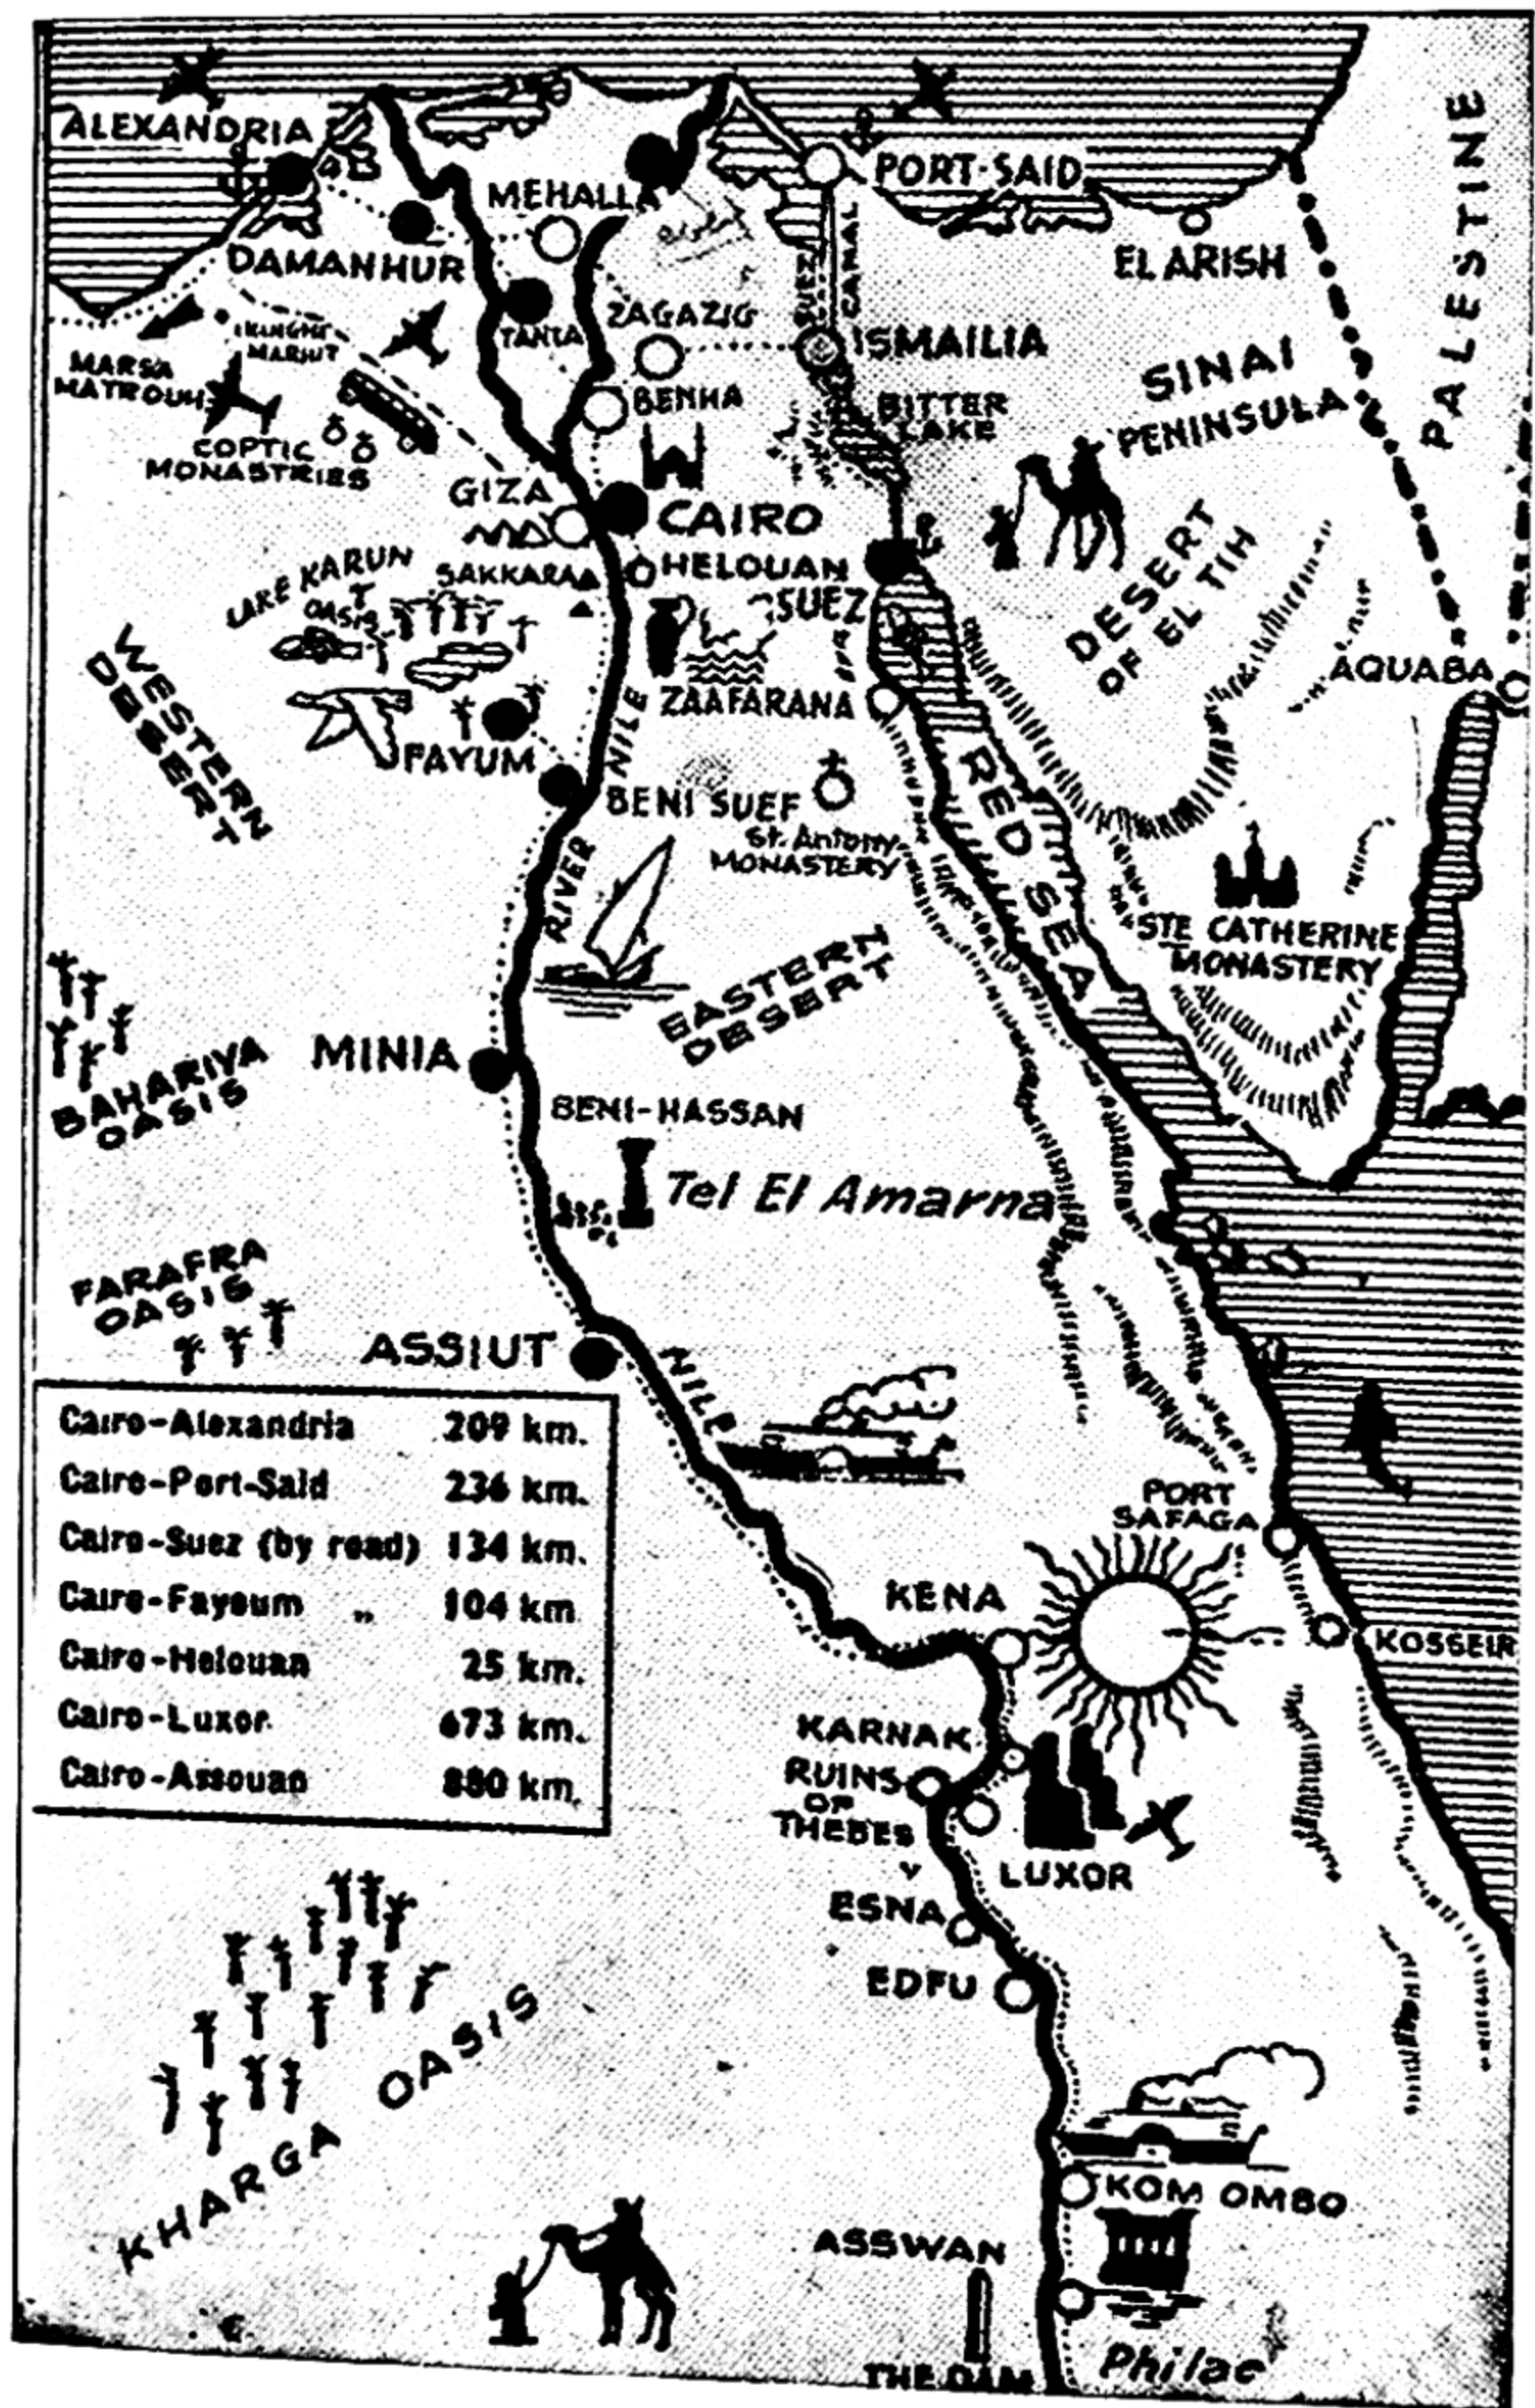 ALEXANDRIA
PORT-SAID
PALESTINE
MEHALLA
DAMANHUR
EL ARISH
SUEZ
CANAL
TANTA
ZAGAZIG
ISMAILIA
MARSA
MATROUH
MARIUT
SINAI
PENINSULA
BENHA
BITTER
LAKE
COPTIC
MONASTRIES
GIZA
CAIRO
LAKE KARUN
OASIS
SAKKARA
HELOUAN
SUEZ
DESERT
OF EL TIH
AQUABA
WESTERN
DESERT
ZAAFARANA
FAYUM
RIVER NILE
BENI SUEF
RED SEA
St. Antony
MONASTERY
STE CATHERINE
MONASTERY
EASTERN
DESERT
MINIA
BAHARIYA
OASIS
BENI-HASSAN
Tel El Amarna
FARAFRA
OASIS
ASSIUT
NILE
Cairo-Alexandria 209 km.
Cairo-Port-Said 236 km.
Cairo-Suez (by road) 134 km.
Cairo-Fayoum „ 104 km
Cairo-Helouan 25 km.
Cairo-Luxor 673 km.
Cairo-Assouan 880 km.
PORT
SAFAGA
KENA
KOSSEIR
KARNAK
RUINS
OF
THEBES
LUXOR
ESNA
EDFU
KHARGA OASIS
KOM OMBO
ASSWAN
THE DAM
Philae